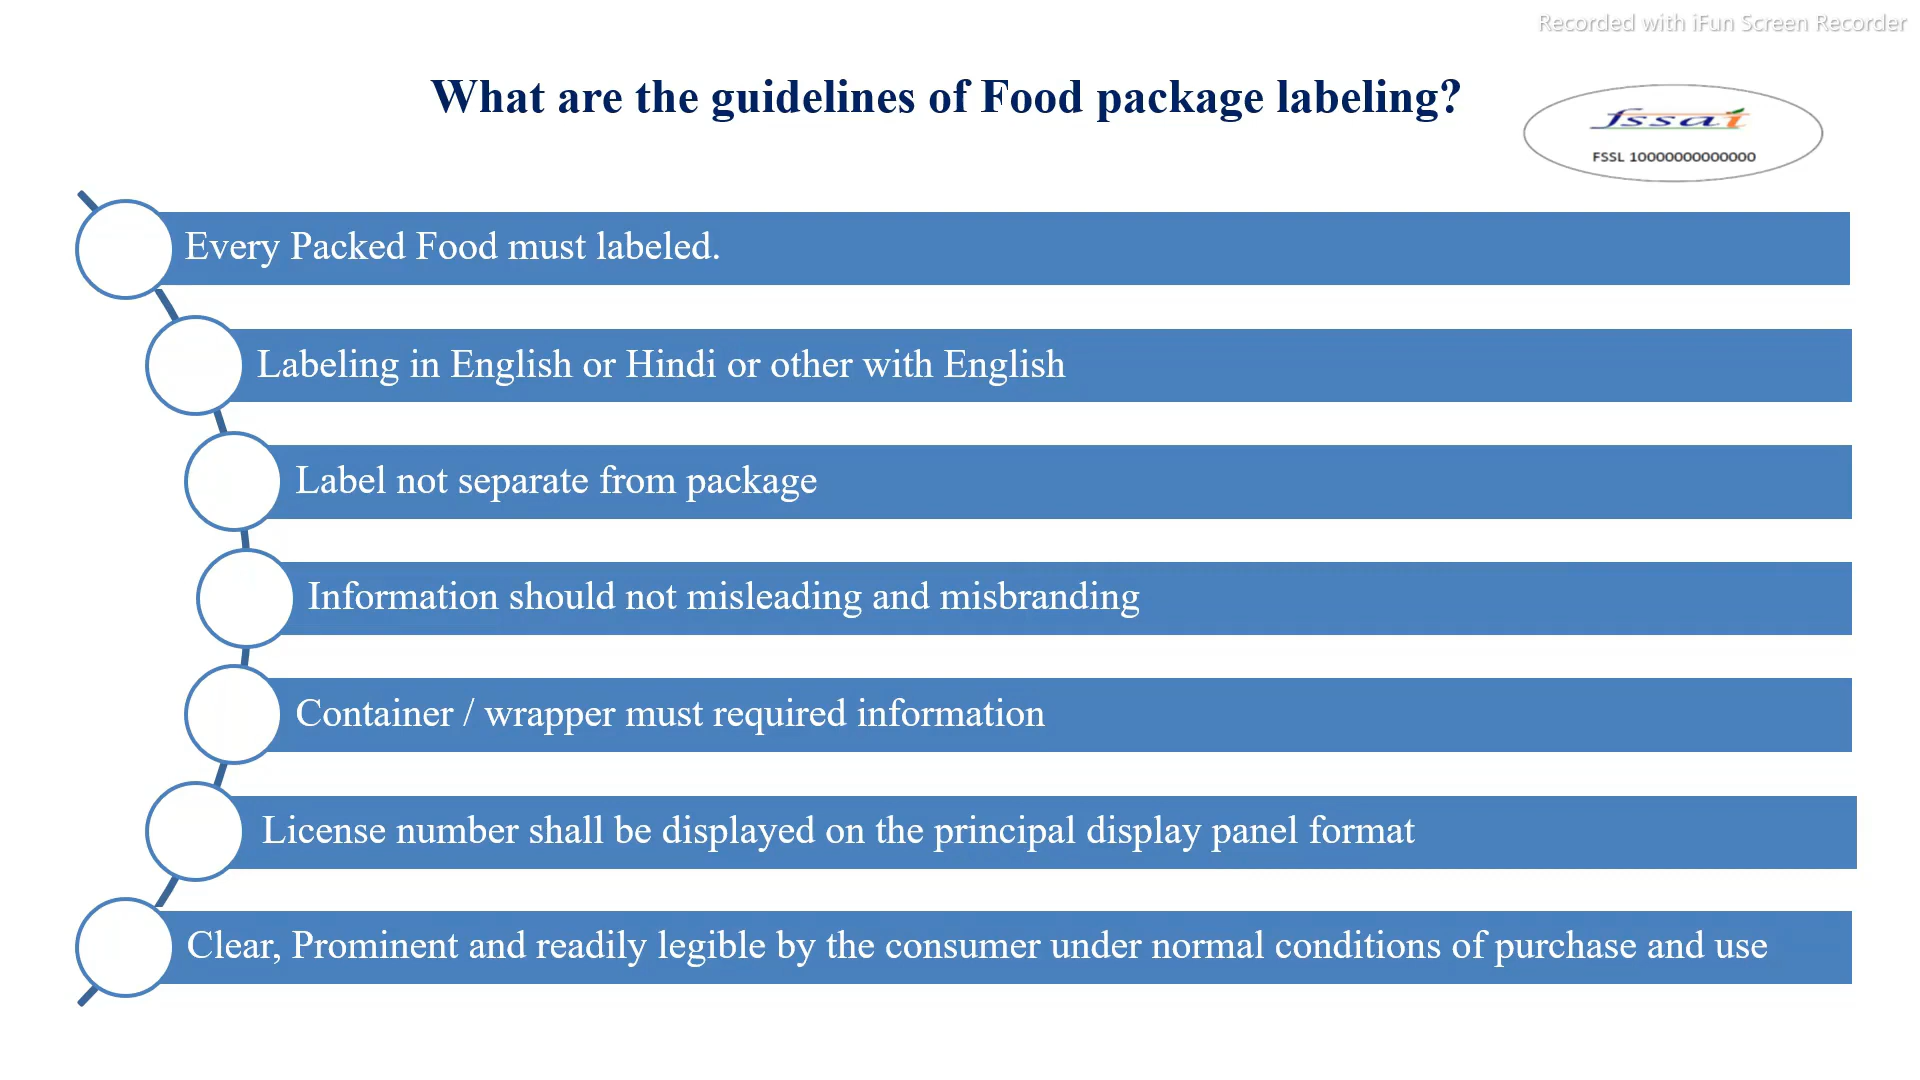 Recorded with iFun Screen Recorder
What are the guidelines of Food package labeling?
fssai
FSSL 10000000000000
Every Packed Food must labeled.
Labeling in English or Hindi or other with English
Label not separate from package
Information should not misleading and misbranding
Container / wrapper must required information
License number shall be displayed on the principal display panel format
Clear, Prominent and readily legible by the consumer under normal conditions of purchase and use